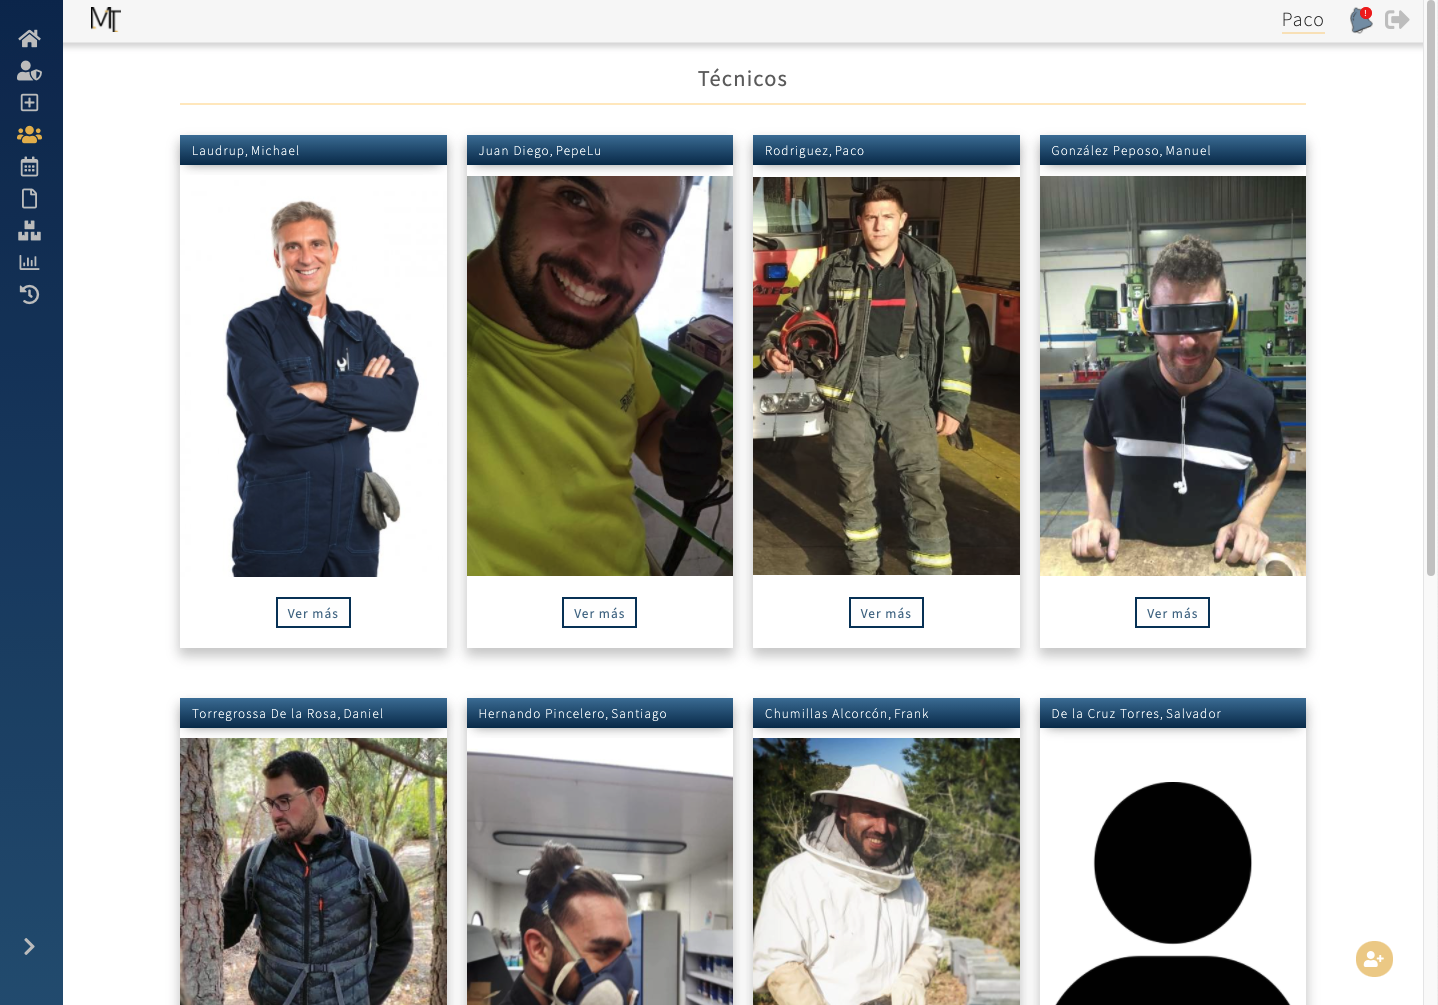 MT
Paco
!
Técnicos
Laudrup, Michael
Juan Diego, PepeLu
Rodriguez, Paco
González Peposo, Manuel
Ver más
Ver más
Ver más
Ver más
Torregrossa De la Rosa, Daniel
Hernando Pincelero, Santiago
Chumillas Alcorcón, Frank
De la Cruz Torres, Salvador